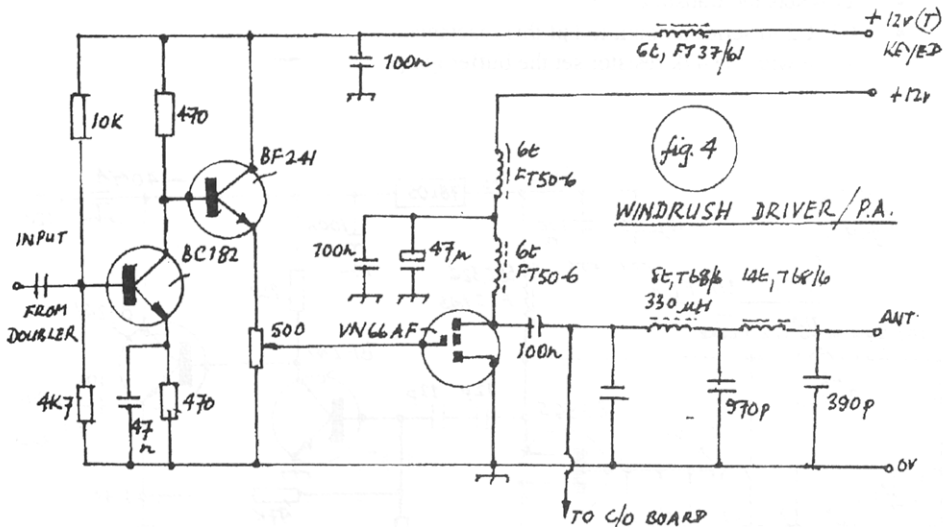 +12v(T)
KEYED
6t, FT37/61
100n
+12v
10K
470
BF241
6t
FT50-6
fig. 4
WINDRUSH DRIVER/P.A.
INPUT
BC182
100n
47µ
6t
FT50-6
8t, T68/6
14t, T68/6
330µH
FROM
DOUBLER
500
VN66AF
100n
ANT.
4K7
47
n
470
970p
390p
0V
TO C/O BOARD